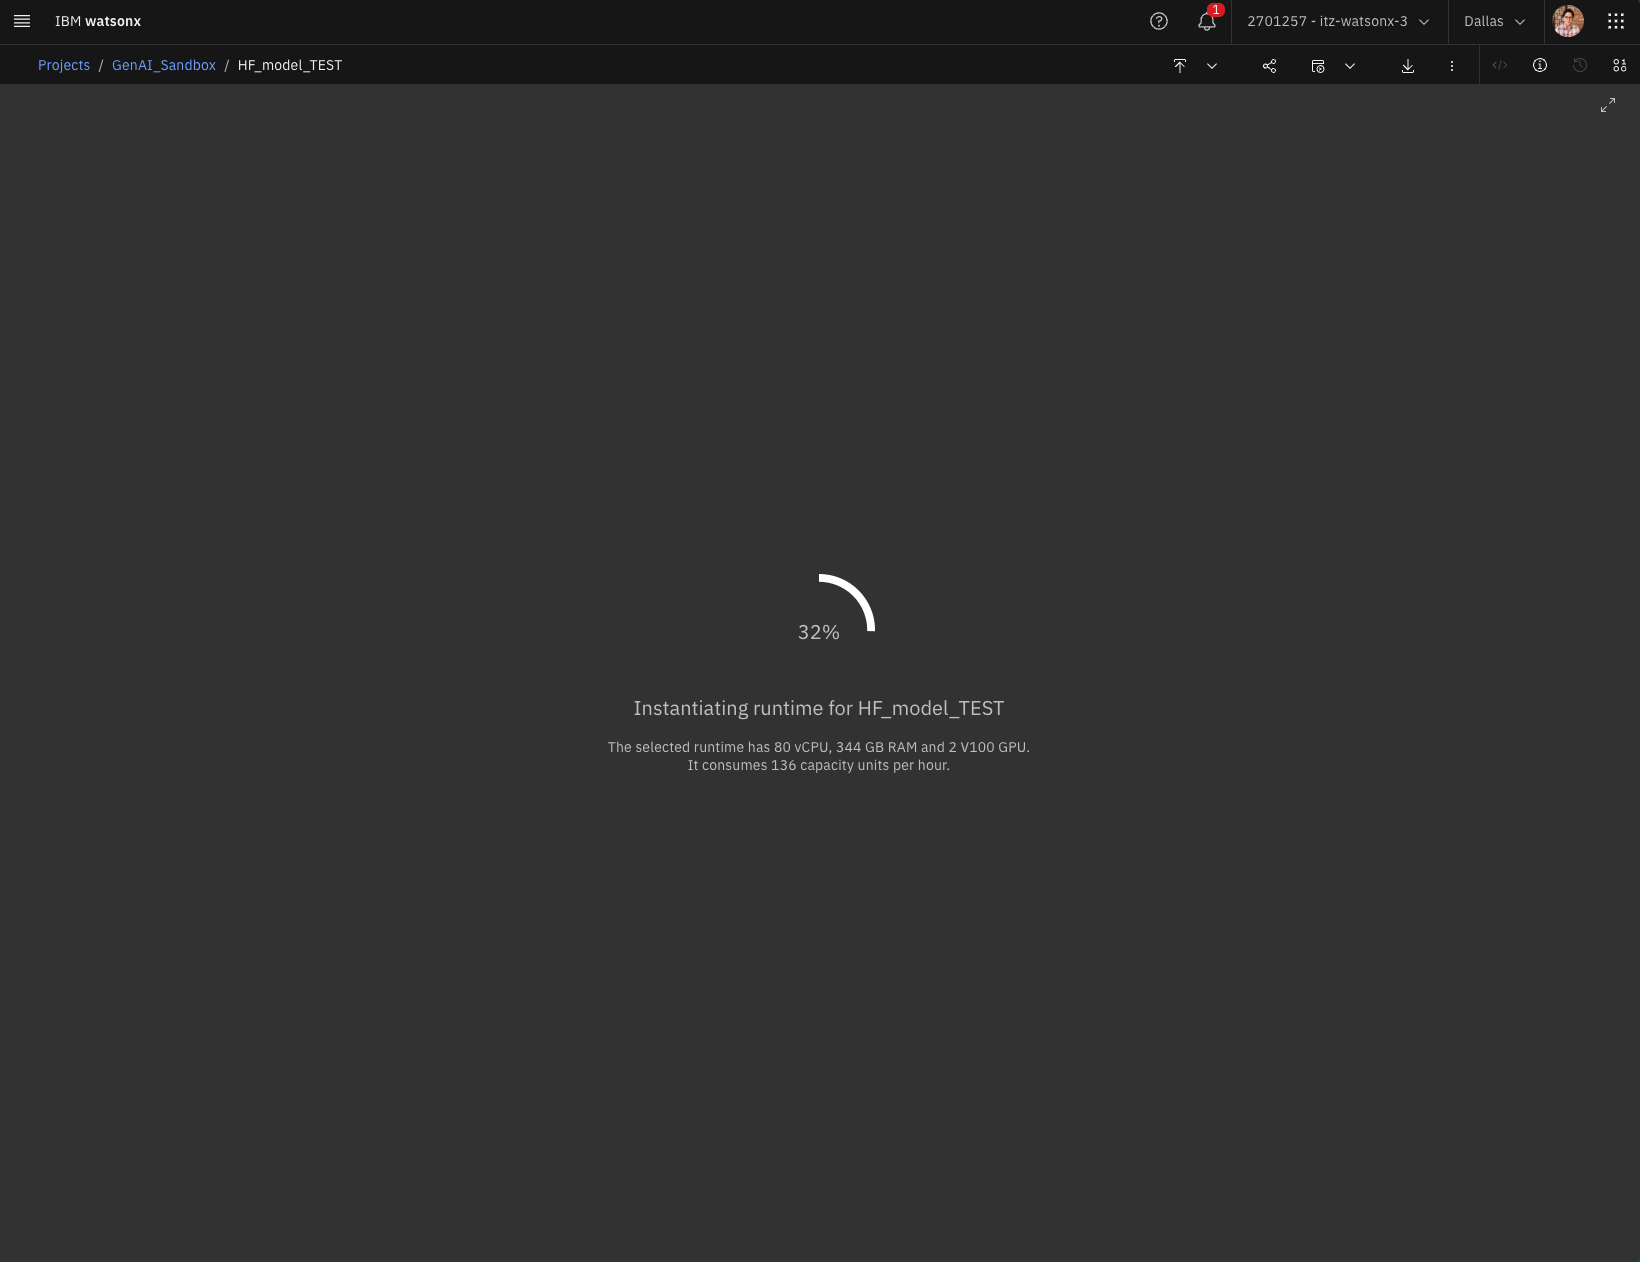 IBM watsonx
1
2701257 - itz-watsonx-3
Dallas
Projects / GenAI_Sandbox / HF_model_TEST
32%
Instantiating runtime for HF_model_TEST
The selected runtime has 80 vCPU, 344 GB RAM and 2 V100 GPU.
It consumes 136 capacity units per hour.